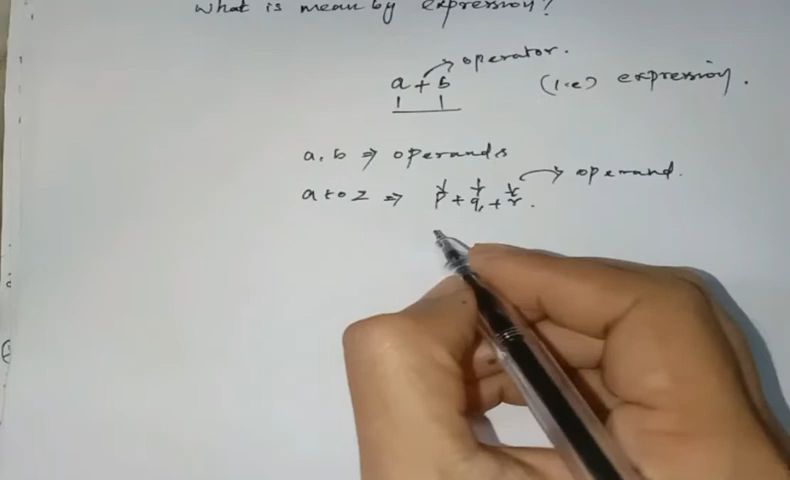 What is mean by expression?
operator.
a + b (i.e) expression.
a, b ⇒ operands
a to z ⇒ p + q + r. operand.